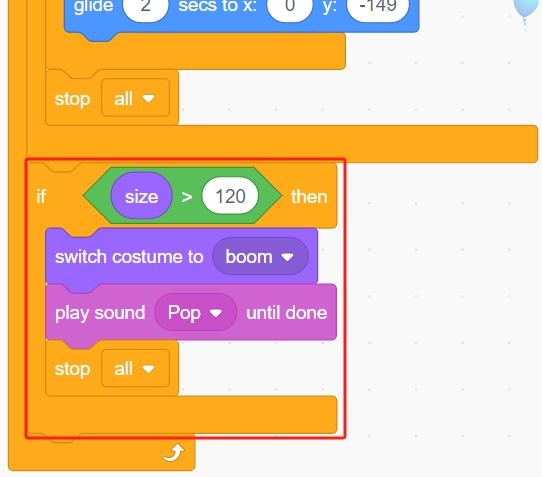 glide 2 secs to x: 0 y: -149
stop all
if size > 120 then
switch costume to boom
play sound Pop until done
stop all